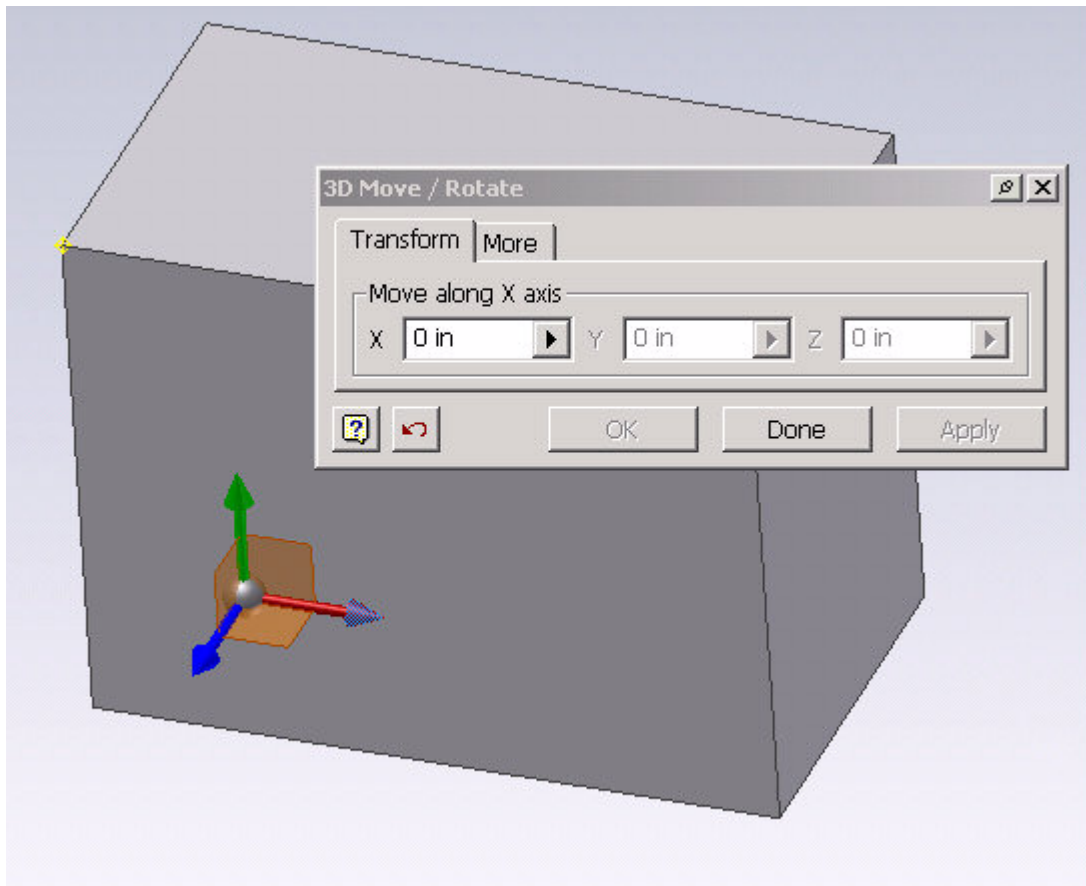 3D Move / Rotate
Transform More
Move along X axis
X 0 in Y 0 in Z 0 in
? OK Done Apply